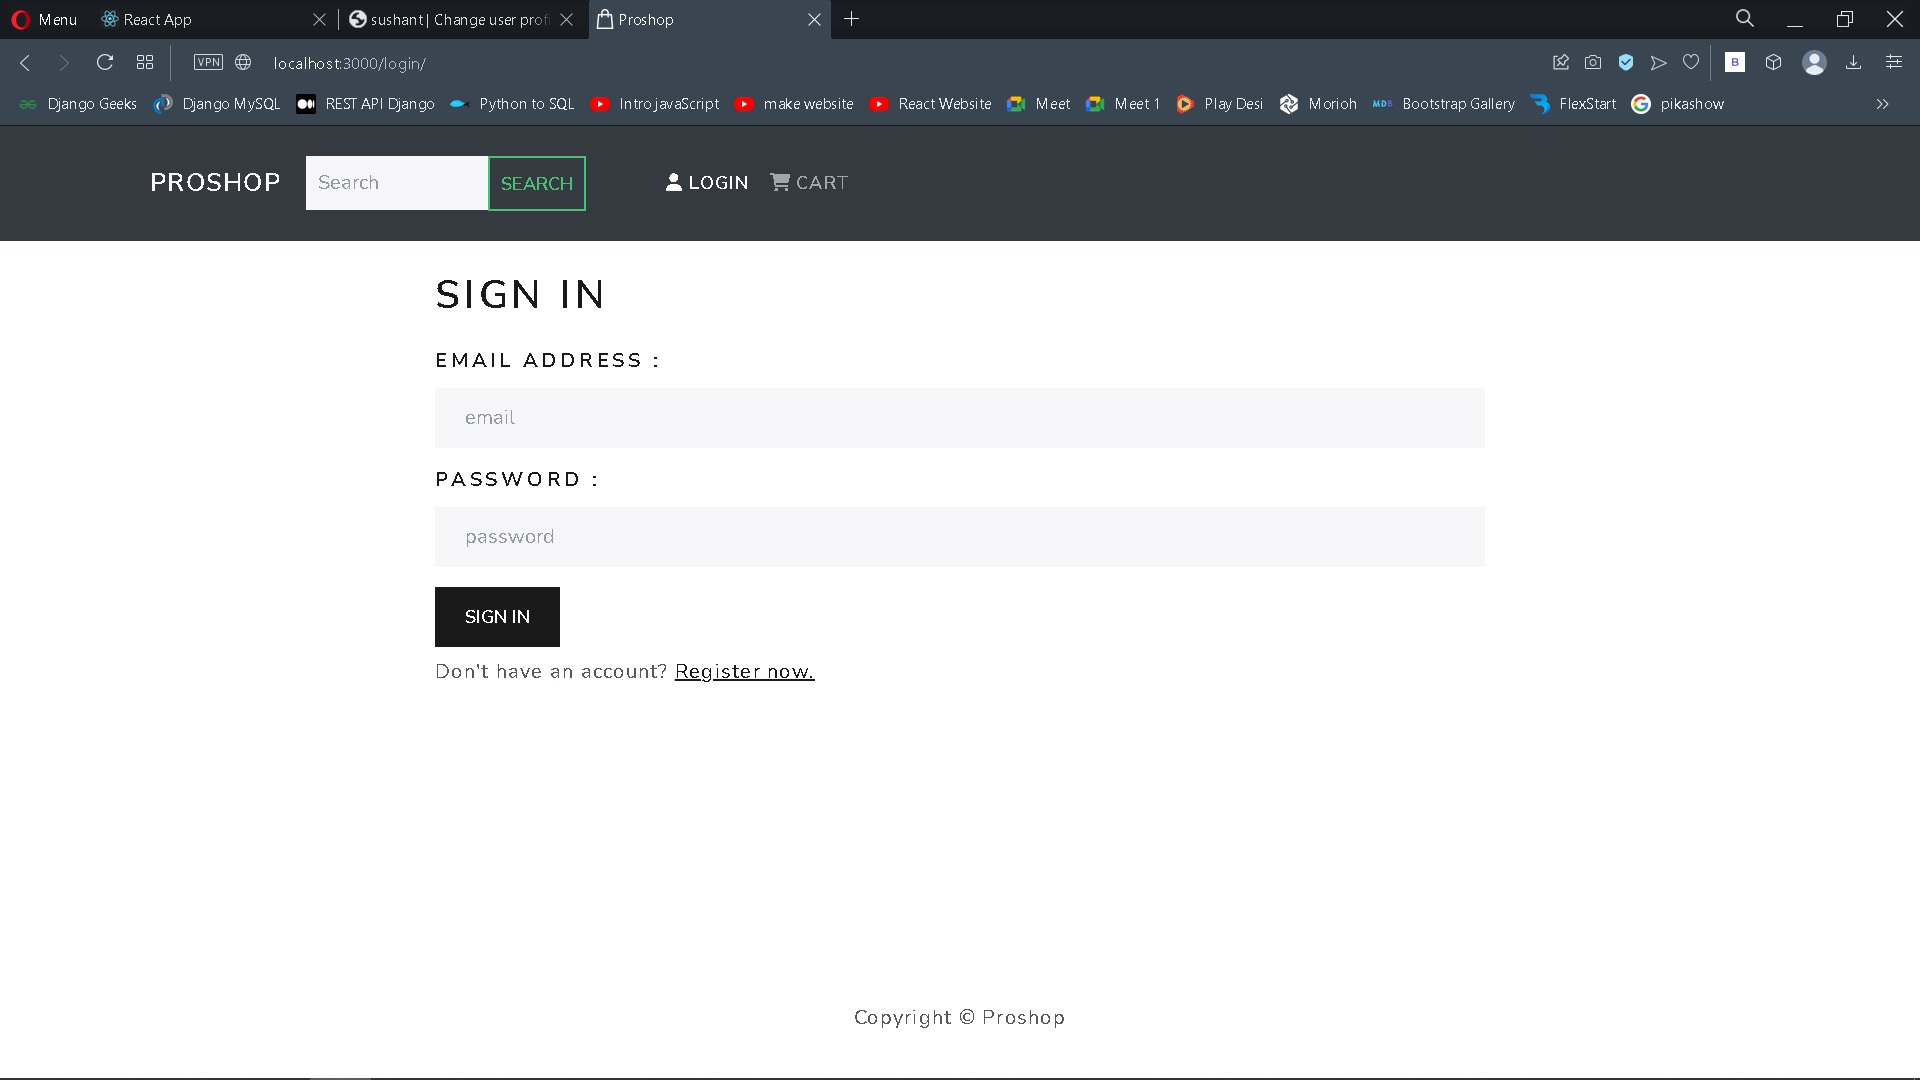 Menu React App sushant | Change user profi Proshop
VPN localhost:3000/login/
Django Geeks Django MySQL REST API Django Python to SQL Intro javaScript make website React Website Meet Meet 1 Play Desi Morioh MDB Bootstrap Gallery FlexStart pikashow
PROSHOP Search SEARCH LOGIN CART
SIGN IN
EMAIL ADDRESS :
email
PASSWORD :
password
SIGN IN
Don't have an account? Register now.
Copyright © Proshop